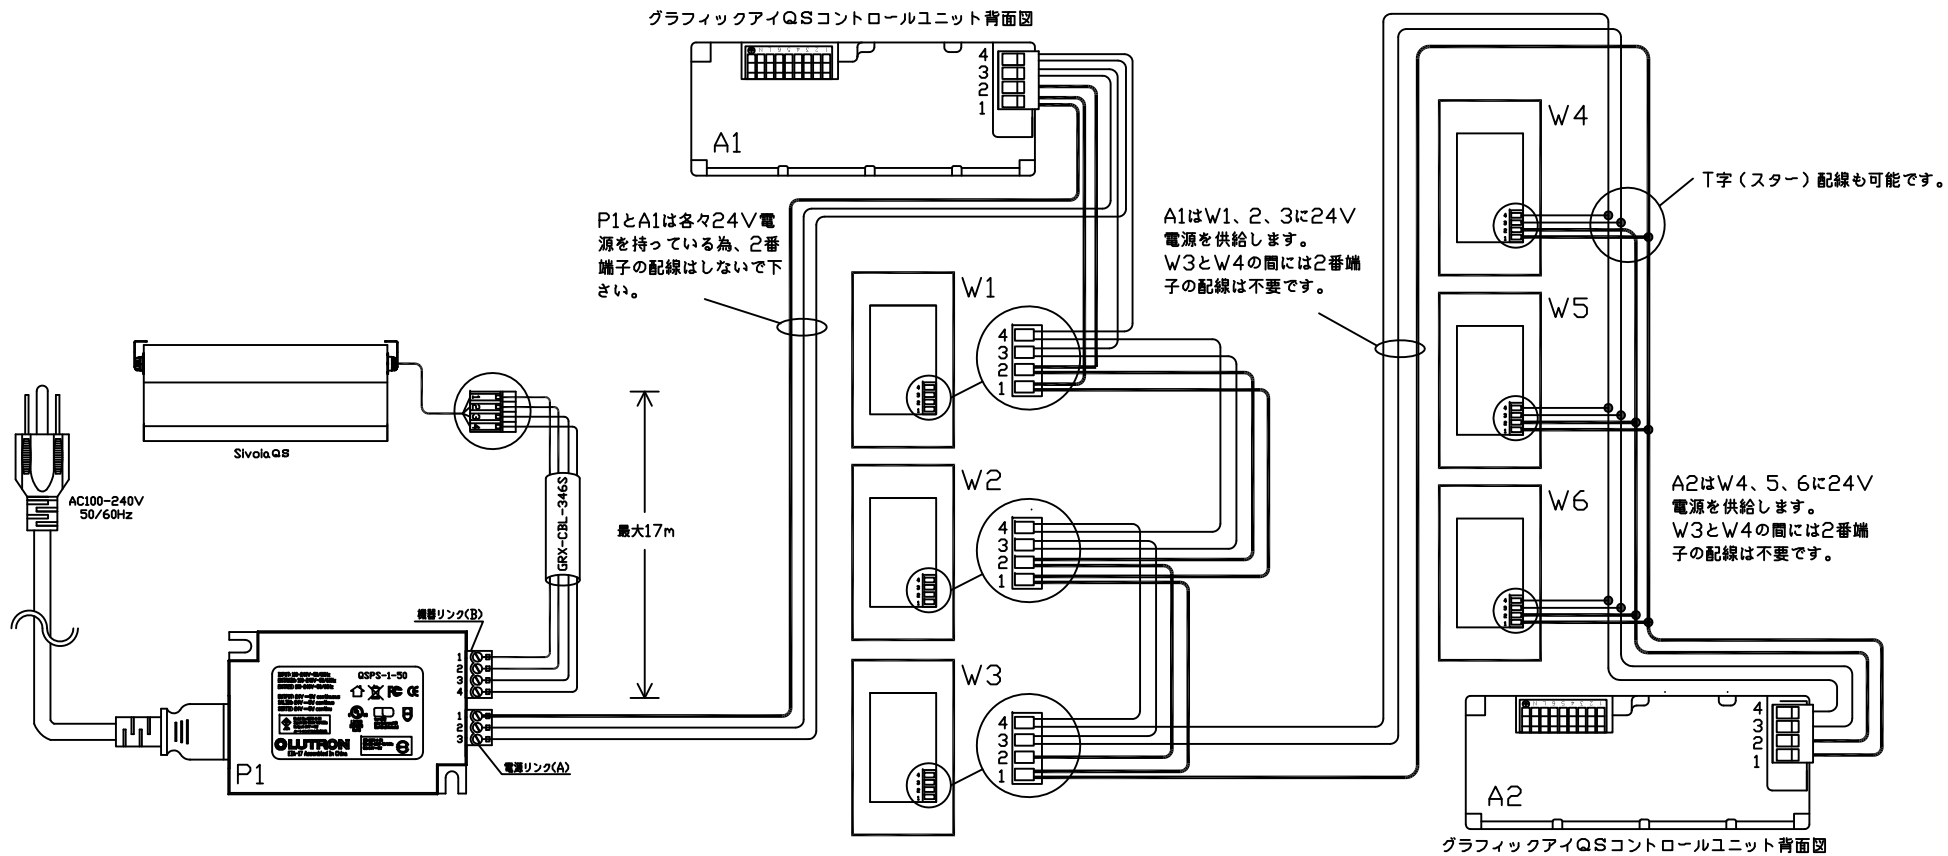 グラフィックアイQSコントロールユニット背面図
4
3
2
1
A1
P1とA1は各々24V電
源を持っている為、2番
端子の配線はしないで下
さい。
A1はW1、2、3に24V
電源を供給します。
W3とW4の間には2番端
子の配線は不要です。
W4
T字(スター)配線も可能です。
W5
W6
A2はW4、5、6に24V
電源を供給します。
W3とW4の間には2番端
子の配線は不要です。
W1
4
3
2
1
W2
4
3
2
1
W3
4
3
2
1
SivoiaQS
1
2
3
4
AC100-240V
50/60Hz
GRX-CBL-346S
最大17m
機器リンク(B)
1
2
3
4
1
2
3
電源リンク(A)
QSPS-1-50
LUTRON
P1
4
3
2
1
A2
グラフィックアイQSコントロールユニット背面図